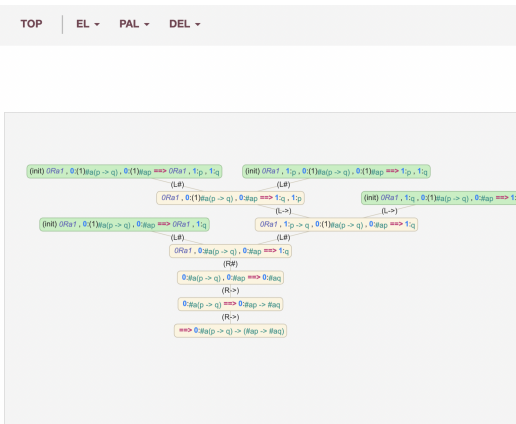 TOP EL PAL DEL
(init) 0Ra1 , 0:(1)#a(p -> q) , 0:(1)#ap ==> 0Ra1 , 1:p , 1:q
(init) 0Ra1 , 1:p , 0:(1)#a(p -> q) , 0:(1)#ap ==> 1:p , 1:q
(L#) (L#)
0Ra1 , 0:(1)#a(p -> q) , 0:#ap ==> 1:q , 1:p
(init) 0Ra1 , 1:q , 0:(1)#a(p -> q) , 0:#ap ==> 1:
(L->) (L->)
(init) 0Ra1 , 0:(1)#a(p -> q) , 0:#ap ==> 0Ra1 , 1:q
0Ra1 , 1:p -> q , 0:(1)#a(p -> q) , 0:#ap ==> 1:q
(L#) (L#)
0Ra1 , 0:#a(p -> q) , 0:#ap ==> 1:q
(R#)
0:#a(p -> q) , 0:#ap ==> 0:#aq
(R->)
0:#a(p -> q) ==> 0:#ap -> #aq
(R->)
==> 0:#a(p -> q) -> (#ap -> #aq)